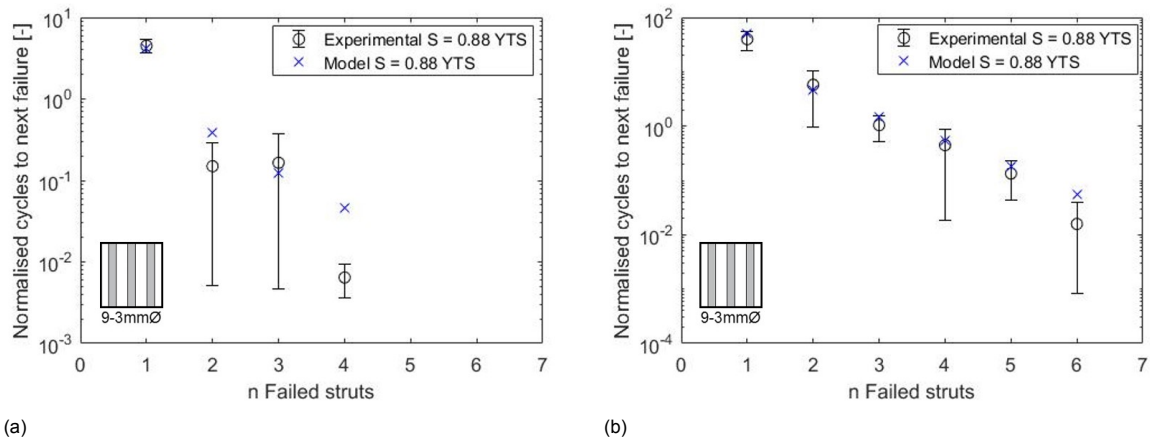 10^1
10^0
10^-1
10^-2
10^-3
Normalised cycles to next failure [-]
Experimental S = 0.88 YTS
Model S = 0.88 YTS
9-3mmØ
0 1 2 3 4 5 6 7
n Failed struts
(a)
10^2
10^0
10^-2
10^-4
Normalised cycles to next failure [-]
Experimental S = 0.88 YTS
Model S = 0.88 YTS
9-3mmØ
0 1 2 3 4 5 6 7
n Failed struts
(b)